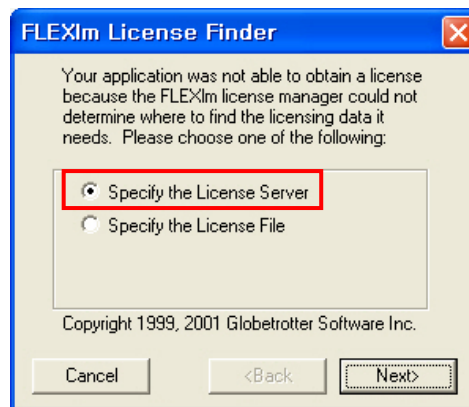 FLEXlm License Finder
Your application was not able to obtain a license
because the FLEXlm license manager could not
determine where to find the licensing data it
needs.  Please choose one of the following:
Specify the License Server
Specify the License File
Copyright 1999, 2001 Globetrotter Software Inc.
Cancel
<Back
Next>